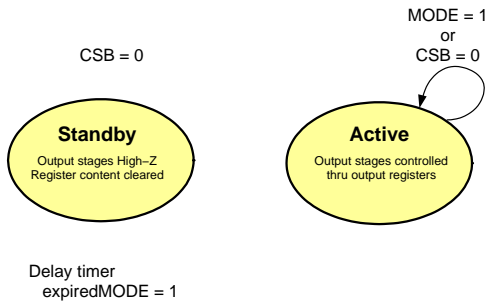 MODE = 1
or
CSB = 0
CSB = 0
Standby
Output stages High–Z
Register content cleared
Active
Output stages controlled
thru output registers
Delay timer
expiredMODE = 1